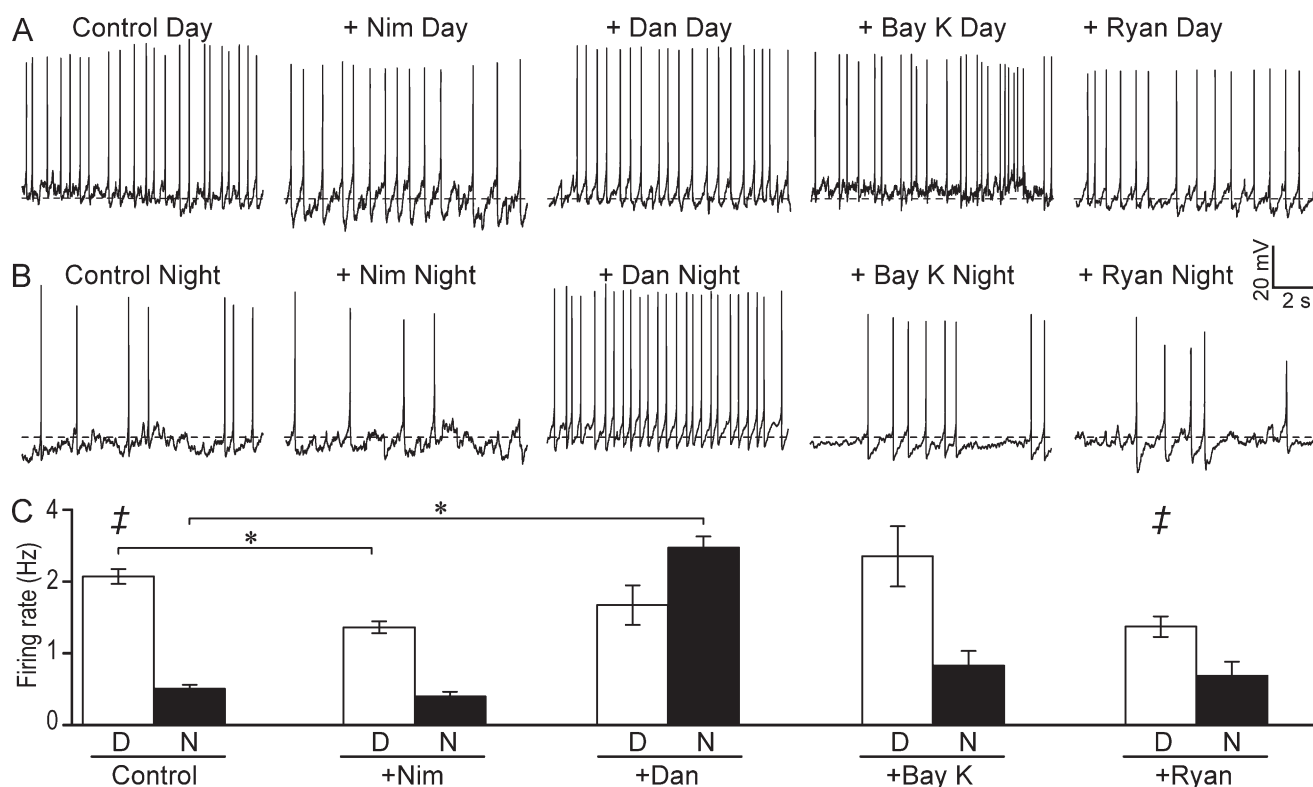 A Control Day + Nim Day + Dan Day + Bay K Day + Ryan Day
B Control Night + Nim Night + Dan Night + Bay K Night + Ryan Night
20 mV
2 s
C
Firing rate (Hz)
4
2
1
0
‡ * * ‡
D N D N D N D N D N
Control +Nim +Dan +Bay K +Ryan